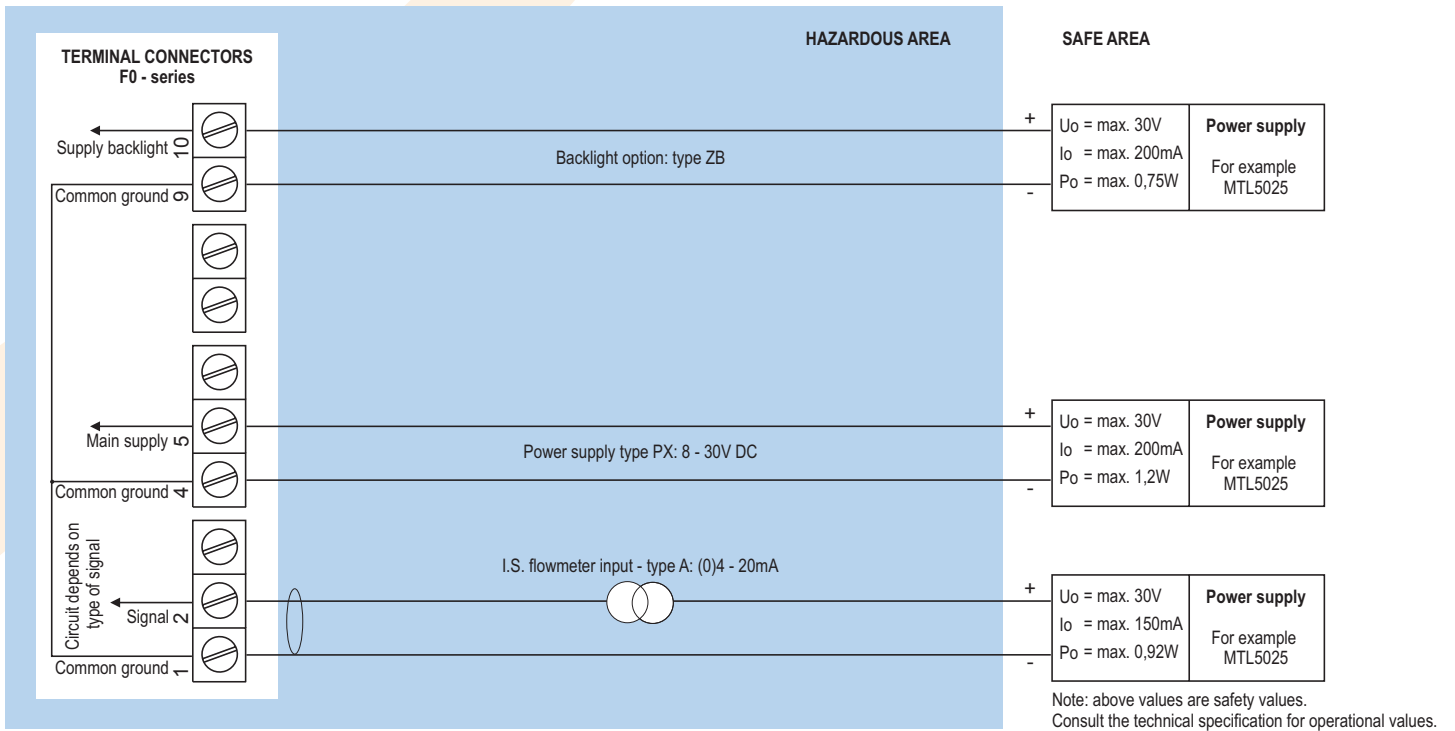 HAZARDOUS AREA
SAFE AREA
TERMINAL CONNECTORS
F0 - series
Supply backlight 10
Common ground 9
Backlight option: type ZB
+
-
Uo = max. 30V
Io = max. 200mA
Po = max. 0,75W
Power supply
For example
MTL5025
Main supply 5
Common ground 4
Power supply type PX: 8 - 30V DC
+
-
Uo = max. 30V
Io = max. 200mA
Po = max. 1,2W
Power supply
For example
MTL5025
Circuit depends on
type of signal
Signal 2
Common ground 1
I.S. flowmeter input - type A: (0)4 - 20mA
+
-
Uo = max. 30V
Io = max. 150mA
Po = max. 0,92W
Power supply
For example
MTL5025
Note: above values are safety values.
Consult the technical specification for operational values.